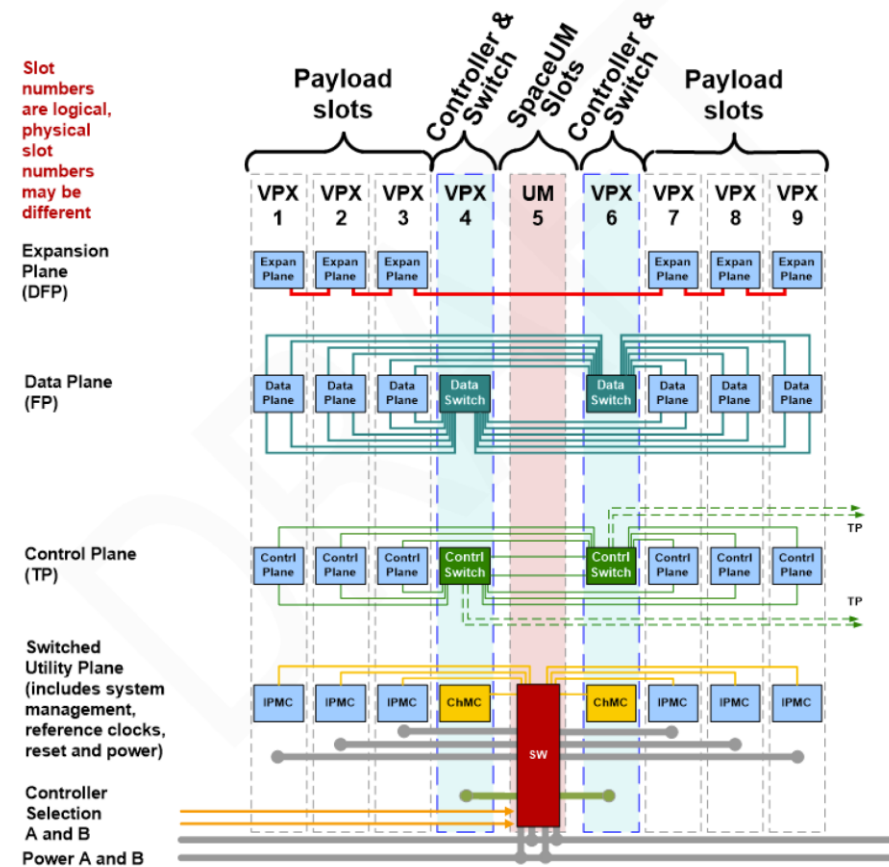 Slot
numbers
are logical,
physical
slot
numbers
may be
different
Payload
slots
Controller &
Switch
SpaceUM
Slots
Controller &
Switch
Payload
slots
VPX
1
VPX
2
VPX
3
VPX
4
UM
5
VPX
6
VPX
7
VPX
8
VPX
9
Expansion
Plane
(DFP)
Expan
Plane
Expan
Plane
Expan
Plane
Expan
Plane
Expan
Plane
Expan
Plane
Data Plane
(FP)
Data
Plane
Data
Plane
Data
Plane
Data
Switch
Data
Switch
Data
Plane
Data
Plane
Data
Plane
TP
Control Plane
(TP)
Contrl
Plane
Contrl
Plane
Contrl
Plane
Contrl
Switch
Contrl
Switch
Contrl
Plane
Contrl
Plane
Contrl
Plane
TP
Switched
Utility Plane
(includes system
management,
reference clocks,
reset and power)
IPMC
IPMC
IPMC
ChMC
ChMC
IPMC
IPMC
IPMC
SW
Controller
Selection
A and B
Power A and B
DRAFT